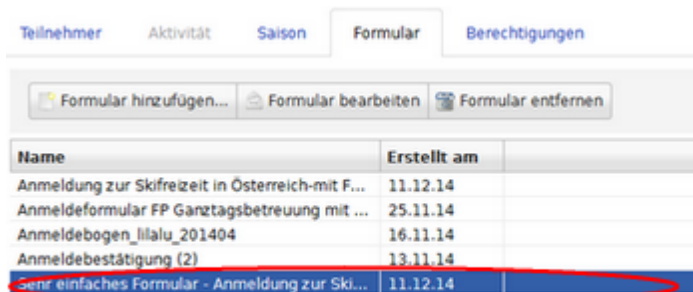 Teilnehmer Aktivität Saison Formular Berechtigungen
Formular hinzufügen... Formular bearbeiten Formular entfernen
Name Erstellt am
Anmeldung zur Skifreizeit in Österreich-mit F... 11.12.14
Anmeldeformular FP Ganztagsbetreuung mit ... 25.11.14
Anmeldebogen_lilalu_201404 16.11.14
Anmeldebestätigung (2) 13.11.14
Sehr einfaches Formular - Anmeldung zur Ski... 11.12.14